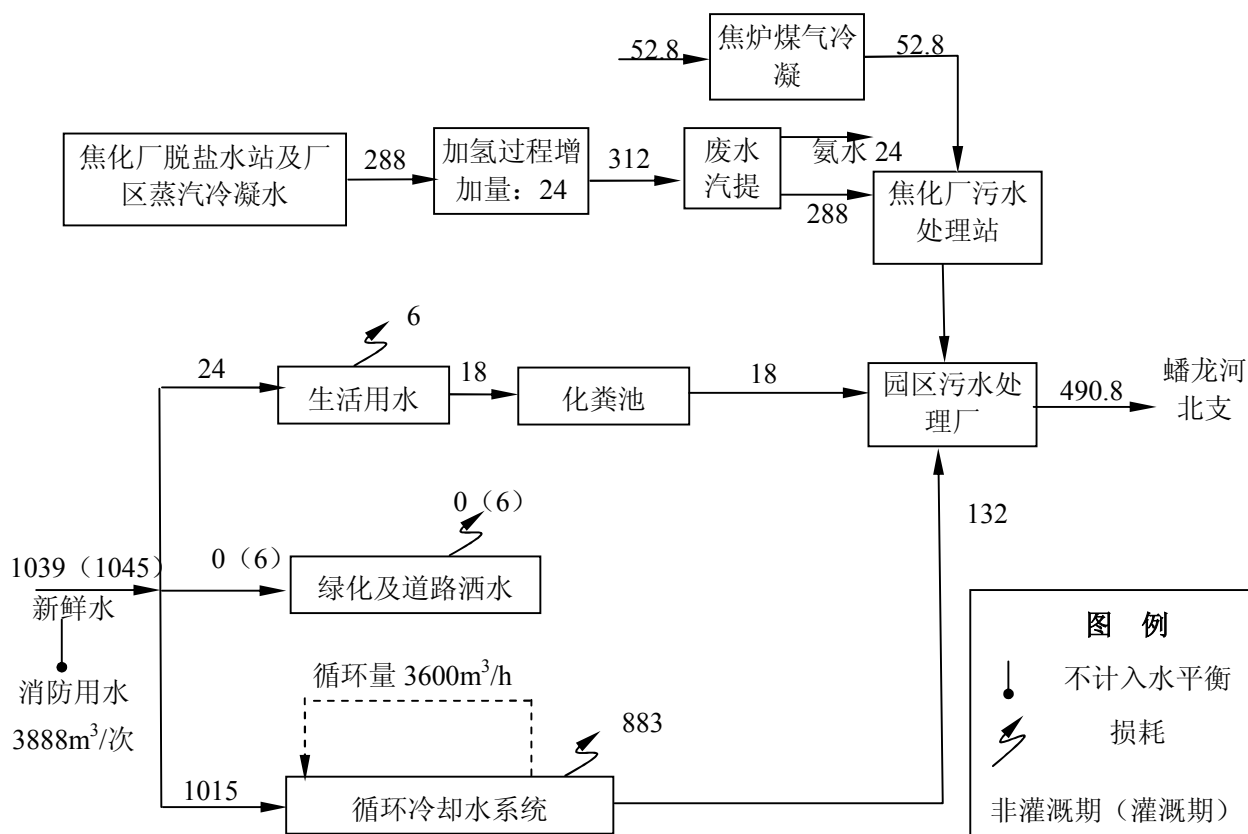 52.8
焦炉煤气冷
凝
52.8
焦化厂脱盐水站及厂
区蒸汽冷凝水
288
加氢过程增
加量：24
312
废水
汽提
氨水 24
288
焦化厂污水
处理站
24
6
生活用水
18
化粪池
18
园区污水处
理厂
490.8
蟠龙河
北支
132
1039（1045）
新鲜水
消防用水
3888m³/次
0（6）
0（6）
绿化及道路洒水
循环量 3600m³/h
883
1015
循环冷却水系统
图 例
不计入水平衡
损耗
非灌溉期（灌溉期）